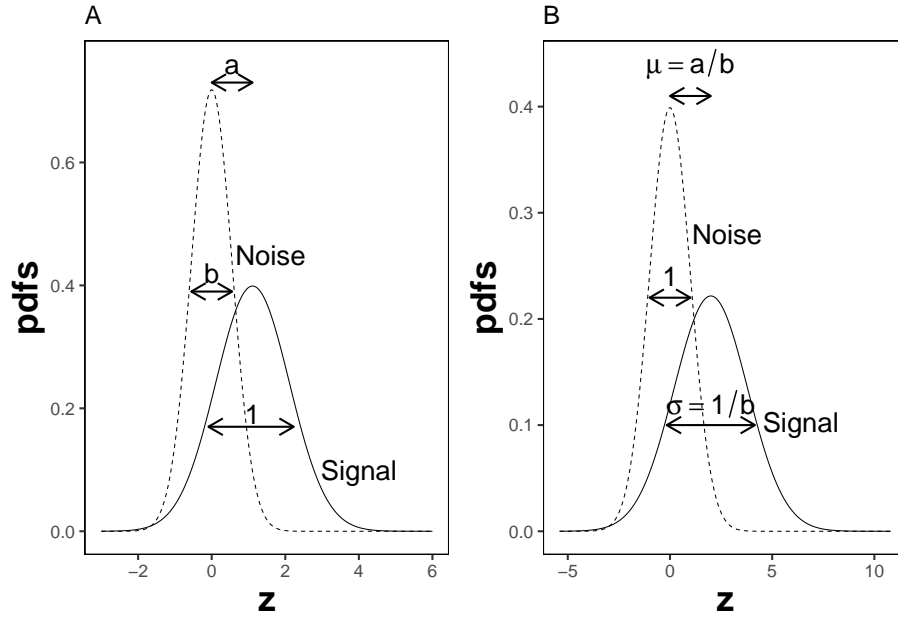 A
a
0.6
Noise
pdfs
0.4
b
0.2
1
Signal
0.0
−2
0
2
4
6
z
B
μ = a/b
0.4
0.3
Noise
pdfs
1
0.2
σ = 1/b
0.1
Signal
0.0
−5
0
5
10
z